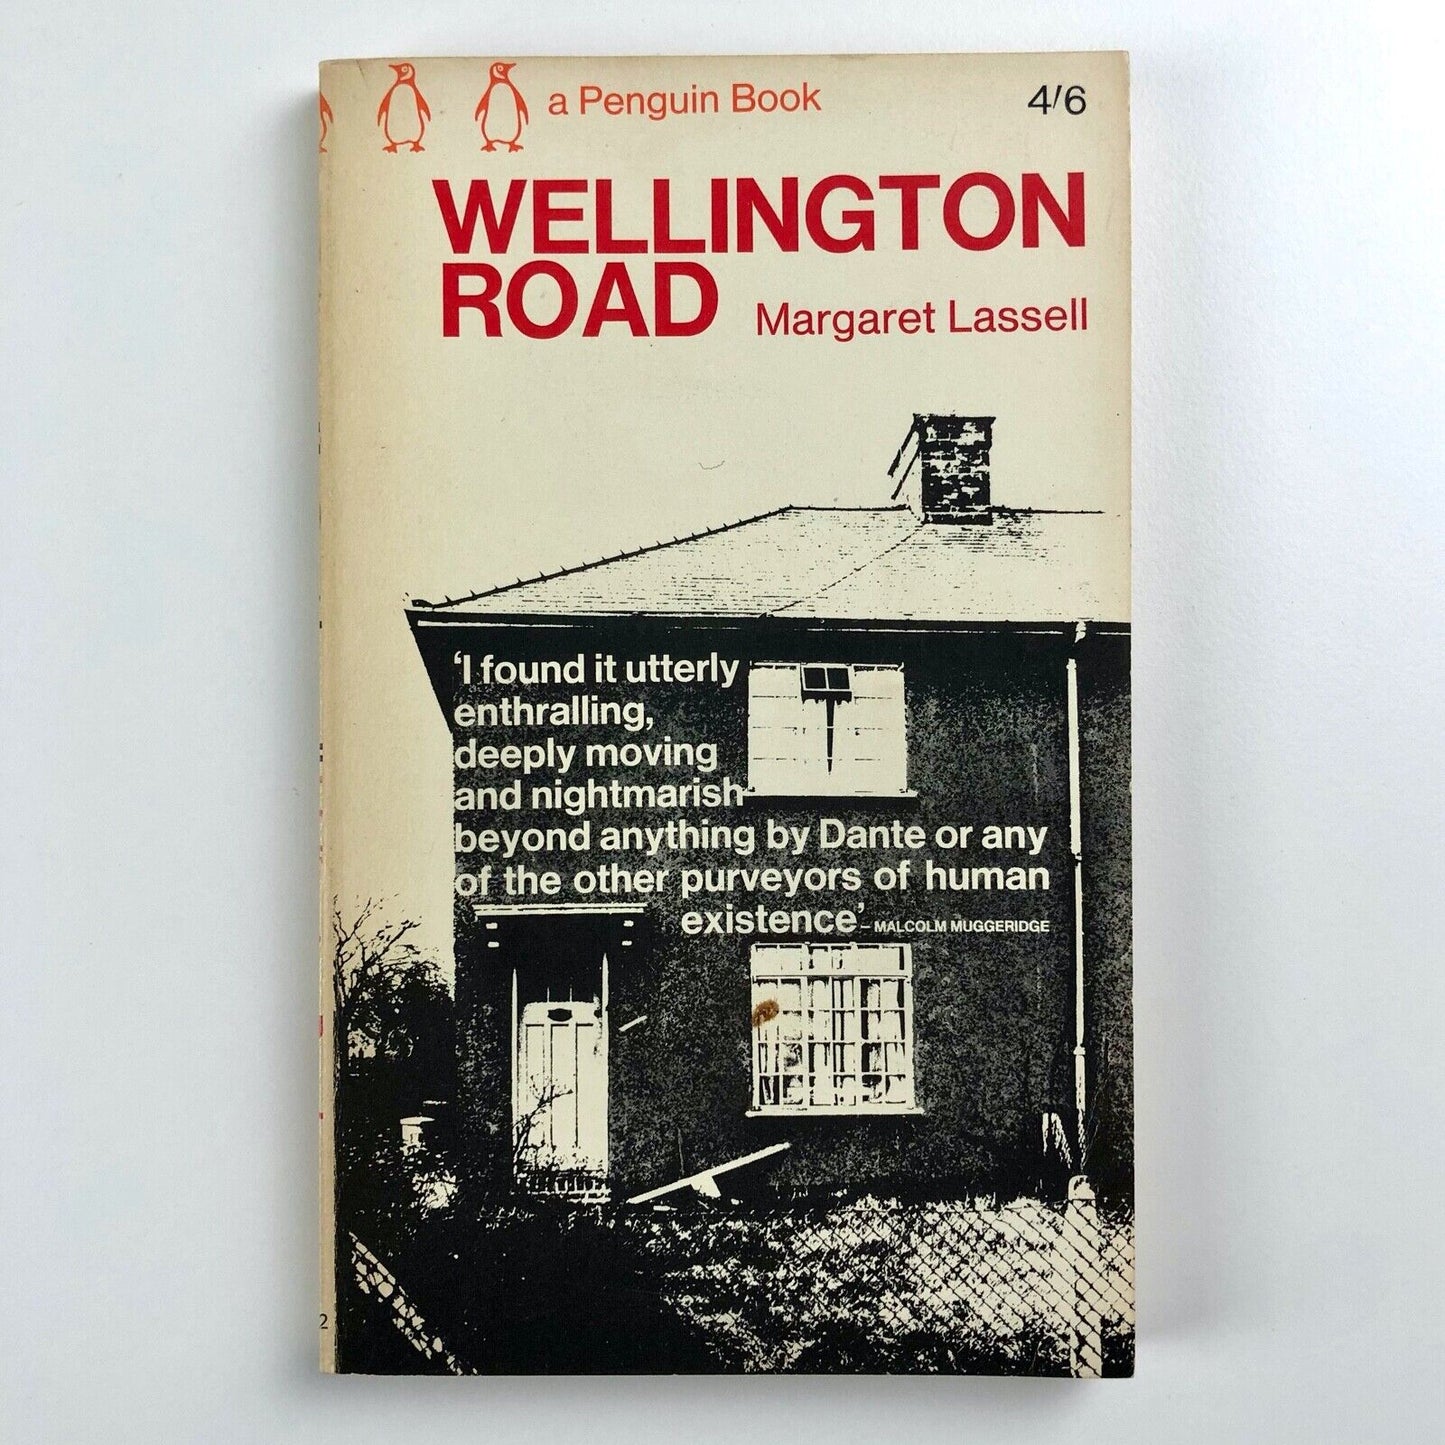 a Penguin Book 4/6
WELLINGTON
ROAD Margaret Lassell
‘I found it utterly
enthralling,
deeply moving
and nightmarish
beyond anything by Dante or any
of the other purveyors of human
existence’– MALCOLM MUGGERIDGE
2